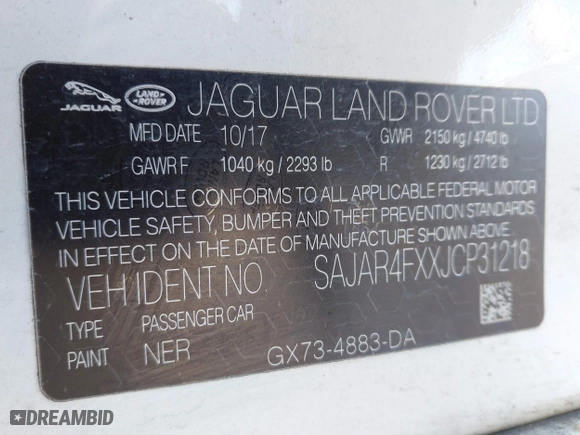 JAGUAR LAND ROVER JAGUAR LAND ROVER LTD
MFD DATE 10/17 GVWR 2150 kg / 4740 lb
GAWR F 1040 kg / 2293 lb R 1230 kg / 2712 lb
THIS VEHICLE CONFORMS TO ALL APPLICABLE FEDERAL MOTOR
VEHICLE SAFETY, BUMPER AND THEFT PREVENTION STANDARDS
IN EFFECT ON THE DATE OF MANUFACTURE SHOWN ABOVE.
VEH IDENT NO. SAJAR4FXXJCP31218
TYPE PASSENGER CAR
PAINT NER GX73-4883-DA
DREAMBID